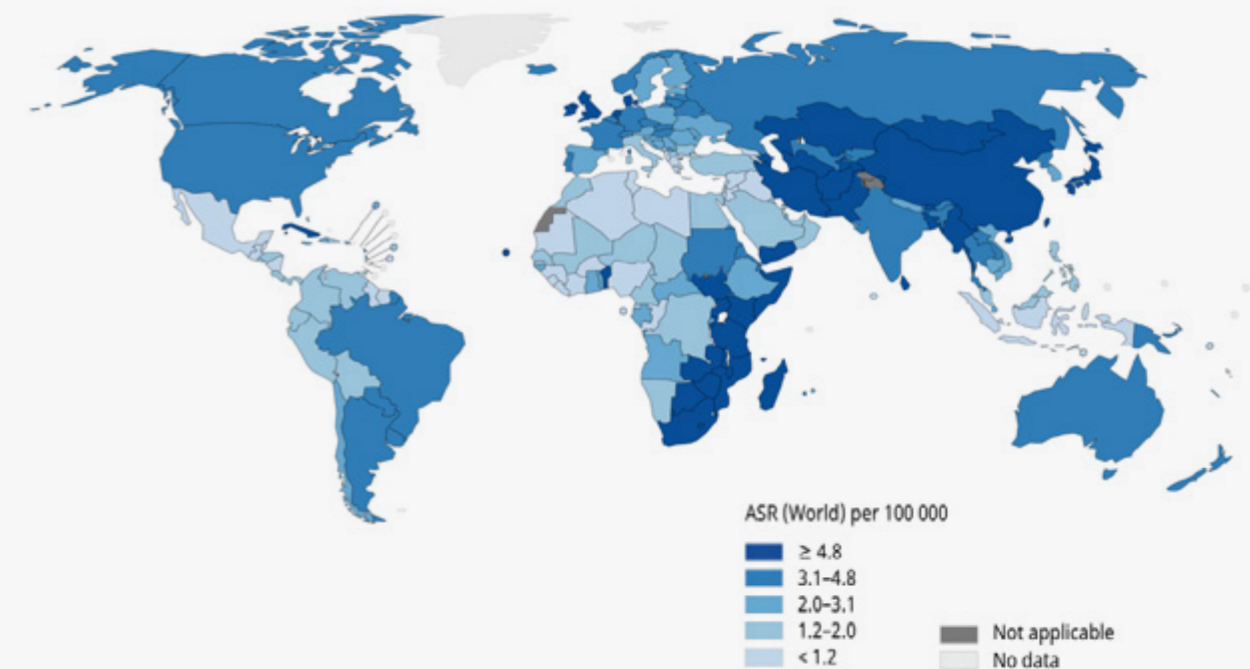 ASR (World) per 100 000
≥ 4.8
3.1–4.8
2.0–3.1
1.2–2.0
< 1.2
Not applicable
No data